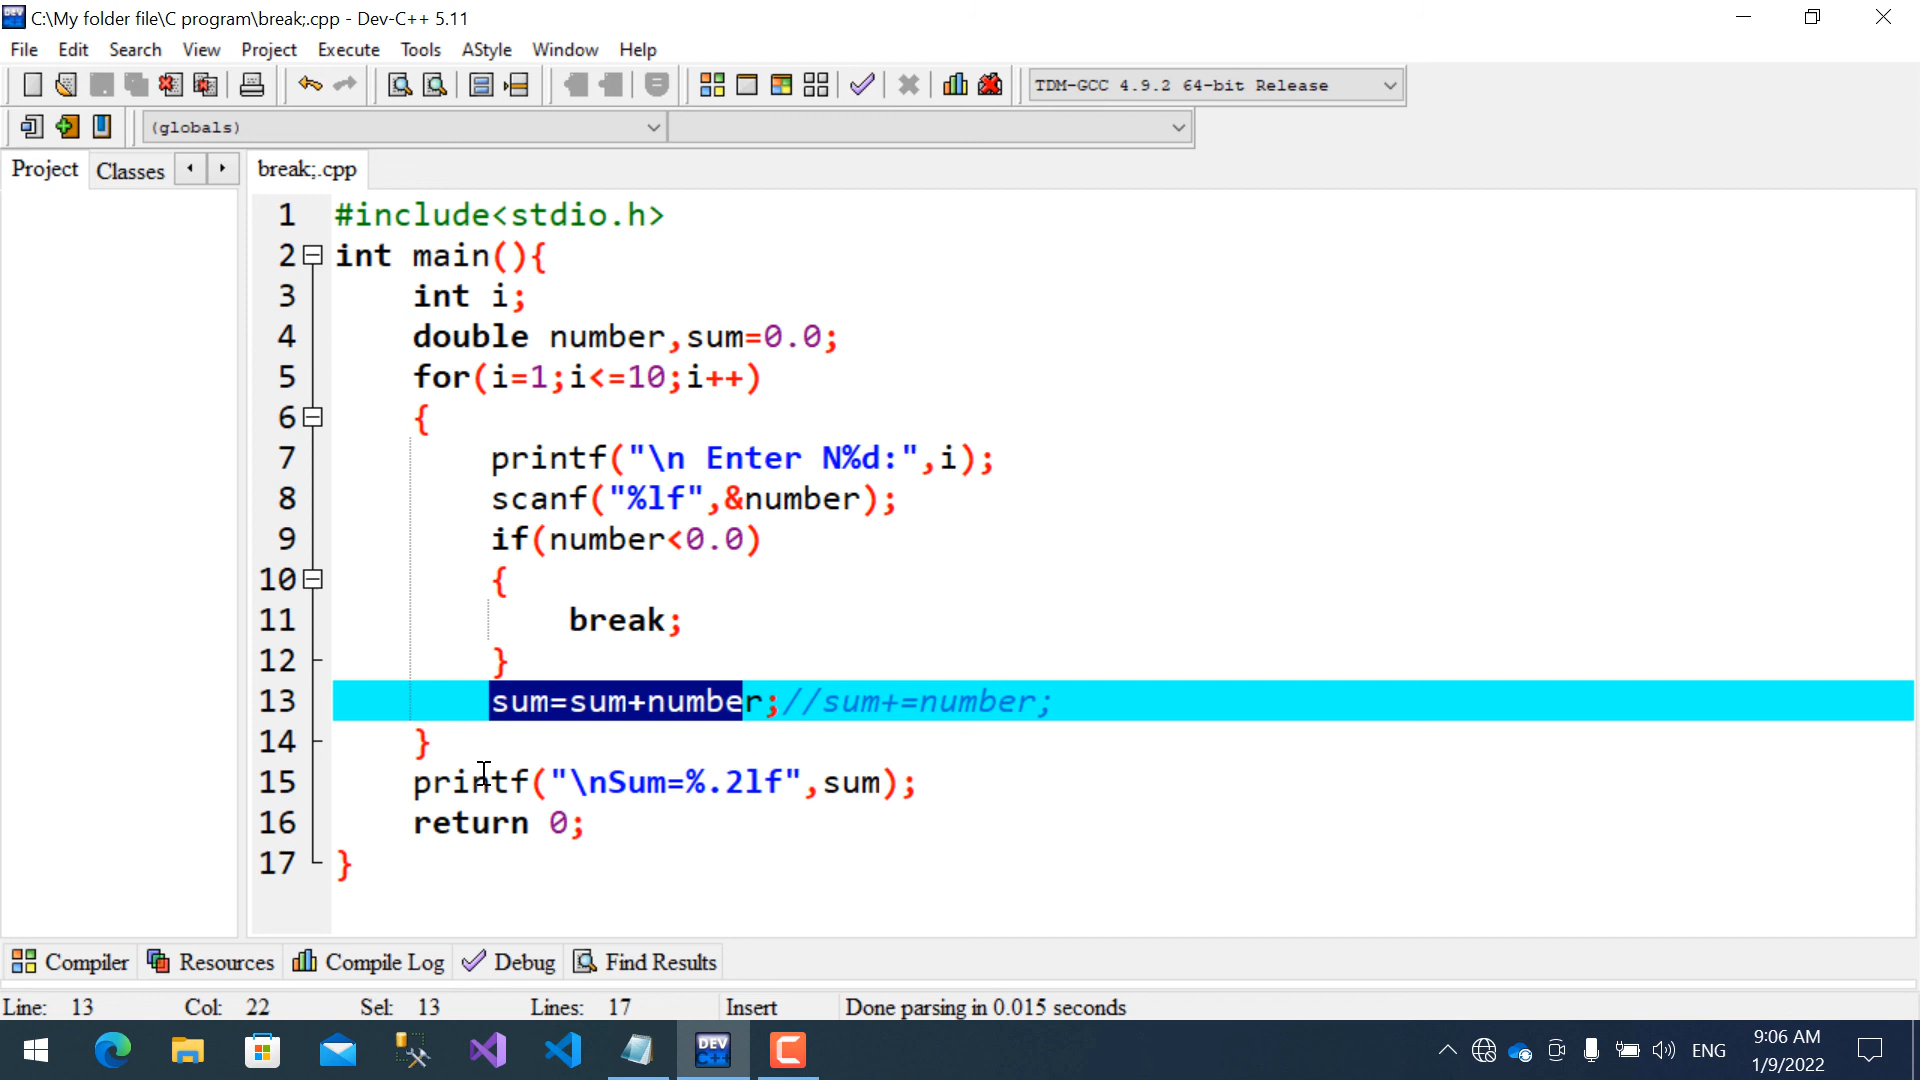 C:\My folder file\C program\break;.cpp - Dev-C++ 5.11
File Edit Search View Project Execute Tools AStyle Window Help
TDM-GCC 4.9.2 64-bit Release
(globals)
Project Classes break;.cpp
1 #include<stdio.h>
2 int main(){
3 int i;
4 double number,sum=0.0;
5 for(i=1;i<=10;i++)
6 {
7 printf("\n Enter N%d:",i);
8 scanf("%lf",&number);
9 if(number<0.0)
10 {
11 break;
12 }
13 sum=sum+number;//sum+=number;
14 }
15 printf("\nSum=%.2lf",sum);
16 return 0;
17 }
Compiler Resources Compile Log Debug Find Results
Line: 13 Col: 22 Sel: 13 Lines: 17 Insert Done parsing in 0.015 seconds
DEV C++
ENG
9:06 AM
1/9/2022